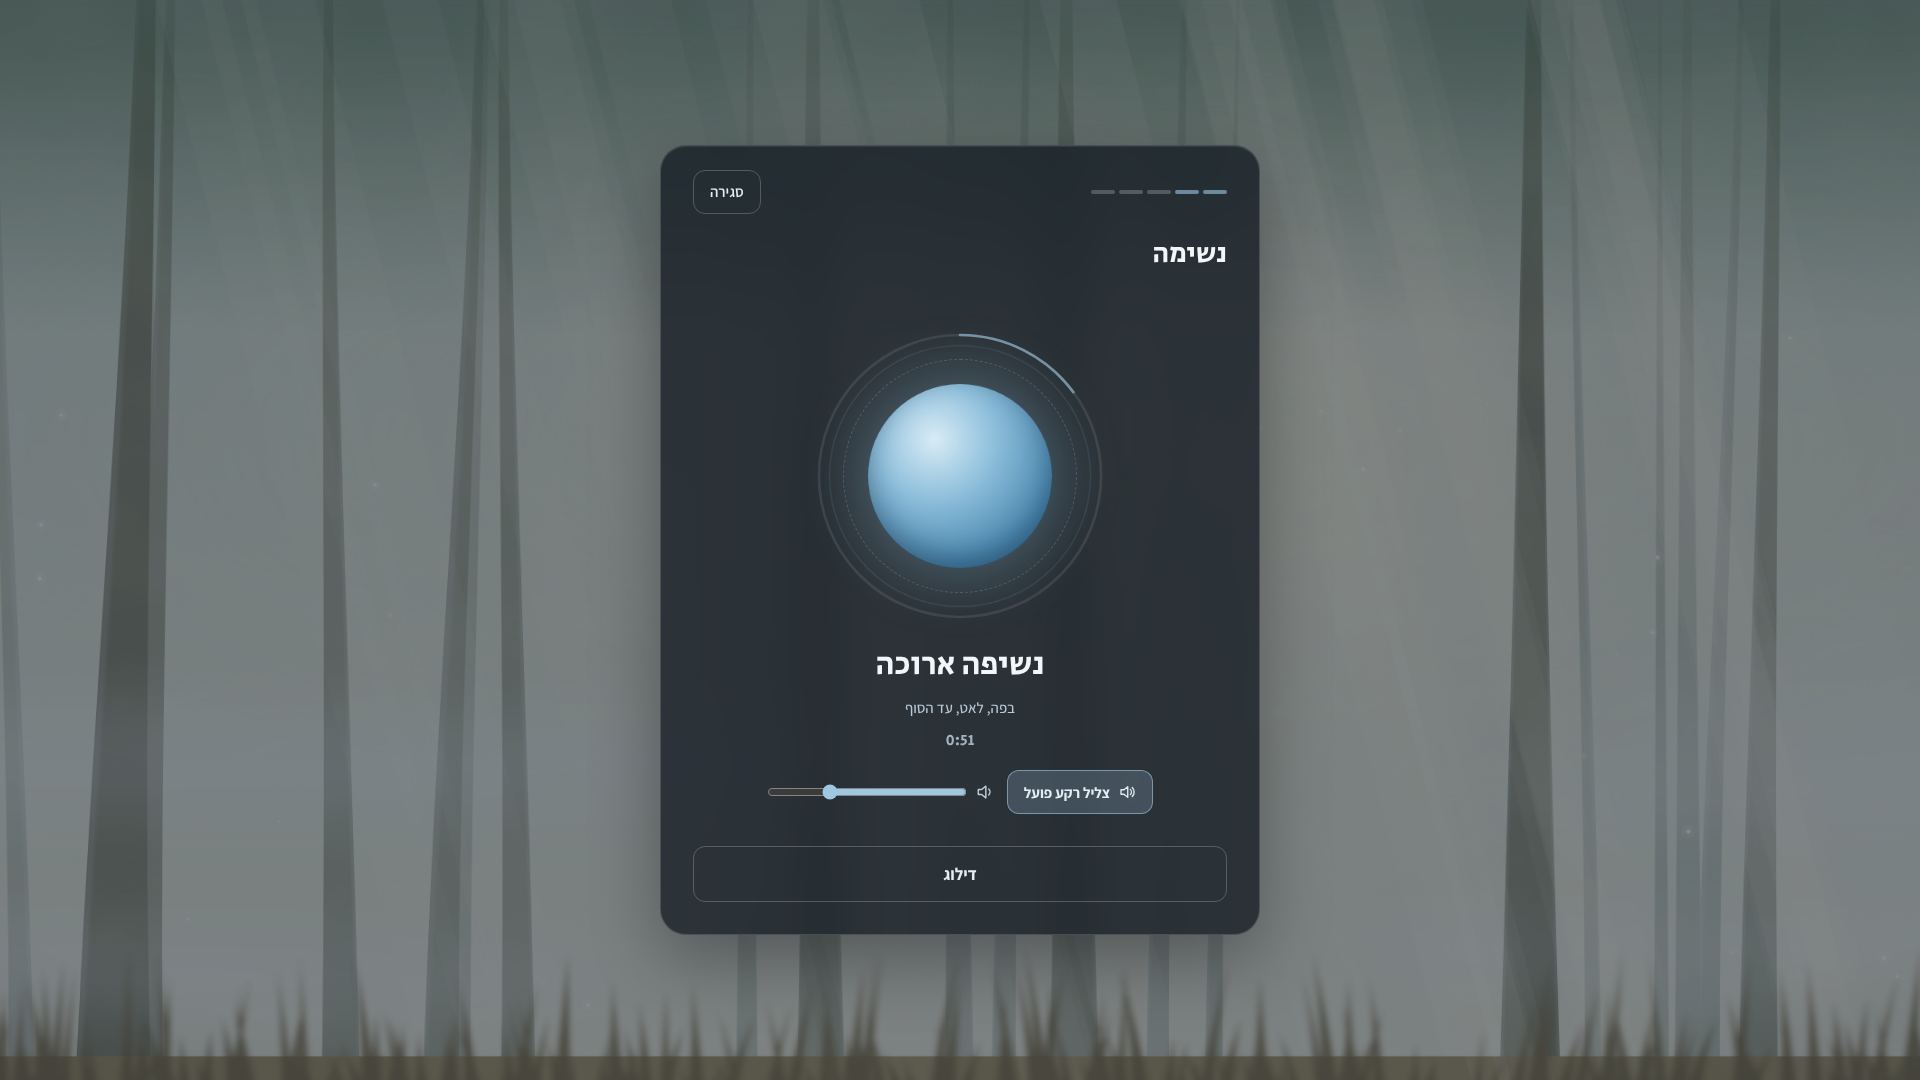 סגירה
נשימה
נשיפה ארוכה
בפה, לאט, עד הסוף
0:51
צליל רקע פועל
דילוג